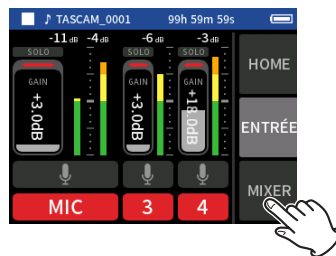 ♪ TASCAM_0001 99h 59m 59s
-11 dB -4 dB -6 dB -3 dB
SOLO SOLO SOLO
GAIN GAIN GAIN
+3.0dB +3.0dB +18.0dB
HOME
ENTRÉE
MIXER
MIC 3 4